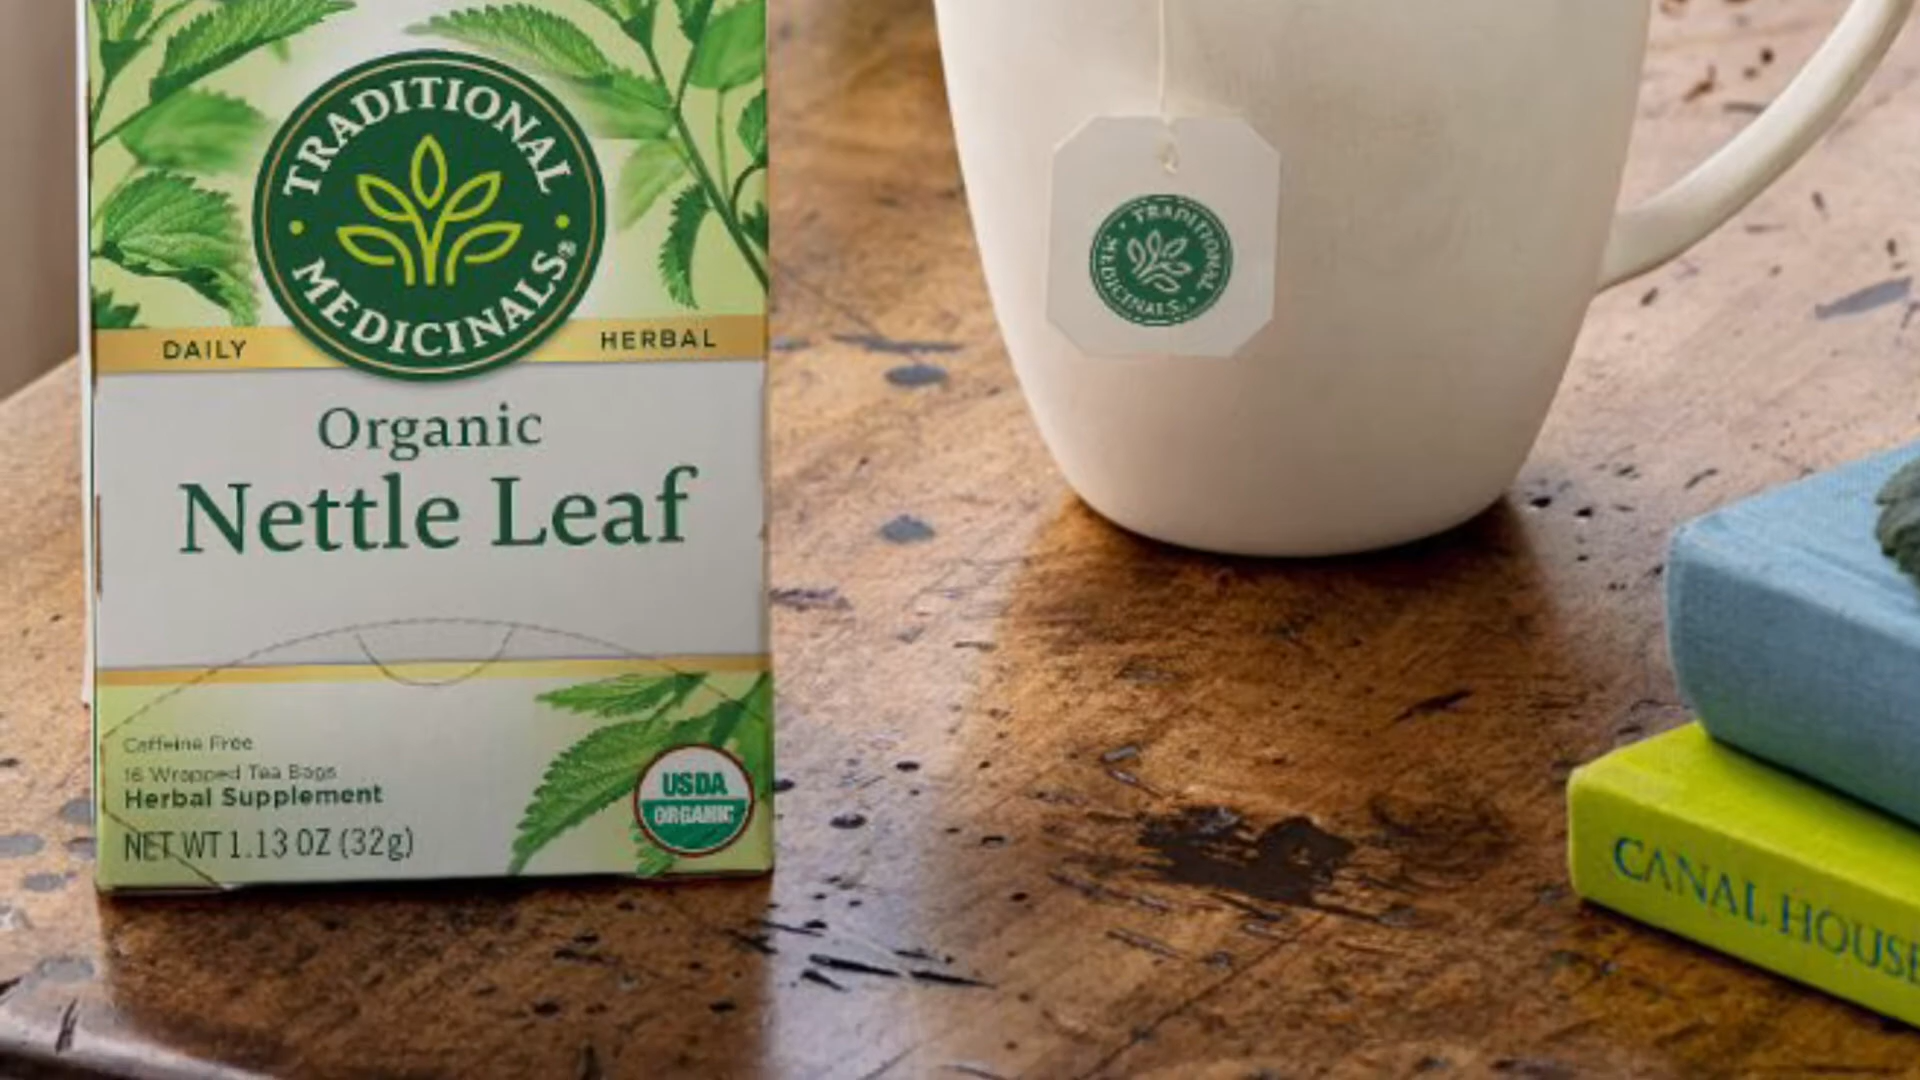 TRADITIONAL
MEDICINALS®
DAILY
HERBAL
Organic
Nettle Leaf
Caffeine Free
16 Wrapped Tea Bags
Herbal Supplement
NET WT 1.13 OZ (32g)
USDA
ORGANIC
TRADITIONAL
MEDICINALS
CANAL HOUSE